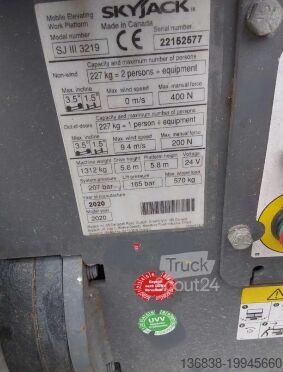 SKYJACK
Mobile Elevating
Work Platform
Made in Canada
Model number
SJ III 3219
CE
Serial number
22152577
Capacity and maximum number of persons
Non-wind
227 kg = 2 persons + equipment
Max. incline
Max. wind speed
Max. manual force
3.5° 1.5°
0 m/s
400 N
Capacity and maximum number of persons
Out-of-doors
227 kg = 1 persons + equipment
Max. incline
Max. wind speed
Max. manual force
3.5° 1.5°
9.4 m/s
200 N
Machine weight
Drive height
Platform height
Voltage
1312 kg
5.8 m
5.8 m
24 V
System pressure
Lift pressure
207 bar
165 bar
570 kg
Year of manufacture
2020
Model year
2020
Truck
Scout24
UVV
136838-19945660